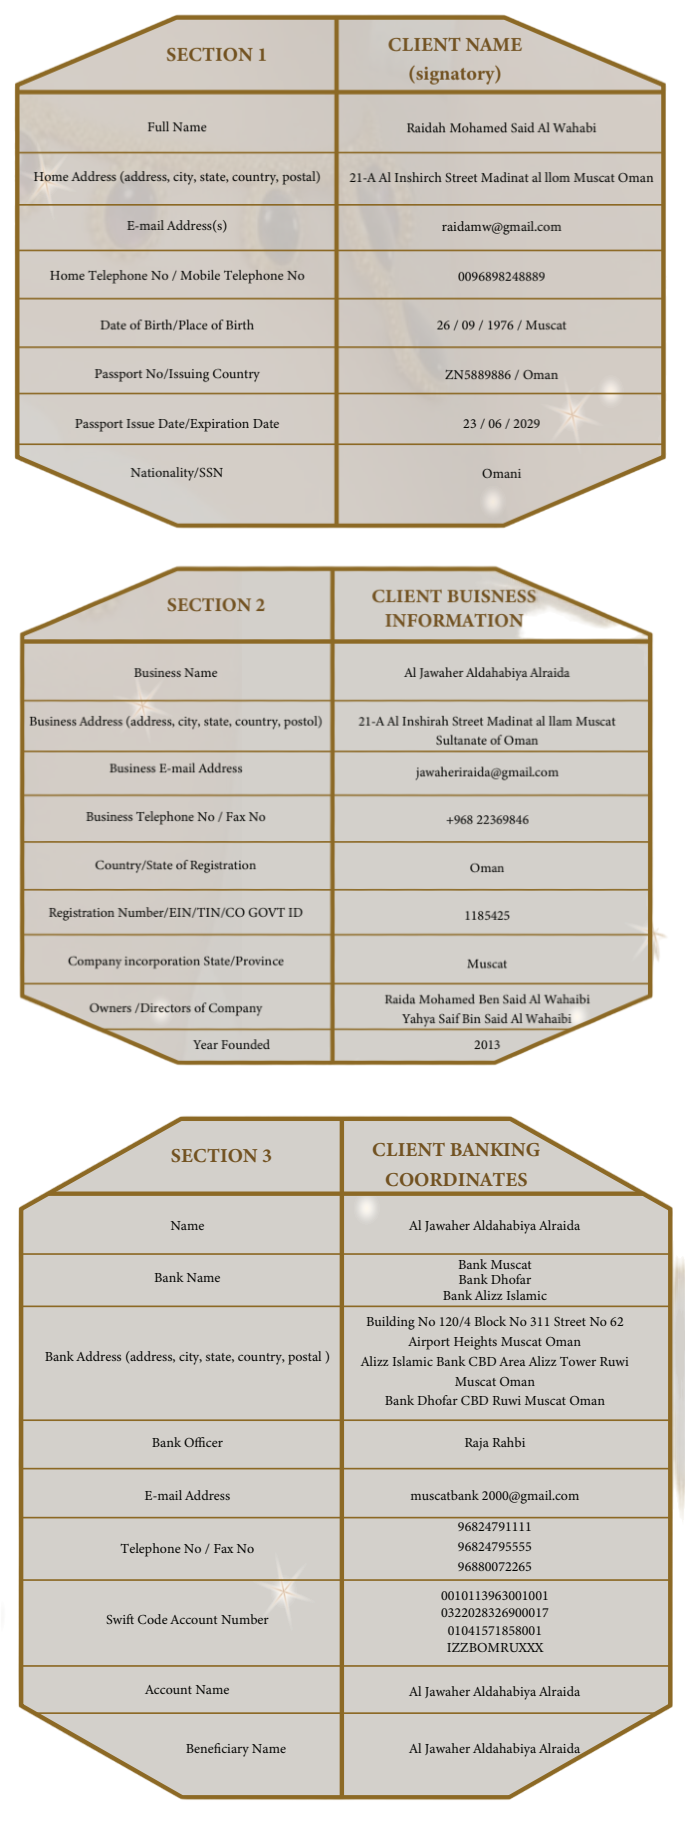 SECTION 1
CLIENT NAME
(signatory)
Full Name
Raidah Mohamed Said Al Wahabi
Home Address (address, city, state, country, postal)
21-A Al Inshirch Street Madinat al llom Muscat Oman
E-mail Address(s)
raidamw@gmail.com
Home Telephone No / Mobile Telephone No
0096898248889
Date of Birth/Place of Birth
26 / 09 / 1976 / Muscat
Passport No/Issuing Country
ZN5889886 / Oman
Passport Issue Date/Expiration Date
23 / 06 / 2029
Nationality/SSN
Omani
SECTION 2
CLIENT BUISNESS
INFORMATION
Business Name
Al Jawaher Aldahabiya Alraida
Business Address (address, city, state, country, postol)
21-A Al Inshirah Street Madinat al llam Muscat
Sultanate of Oman
Business E-mail Address
jawaheriraida@gmail.com
Business Telephone No / Fax No
+968 22369846
Country/State of Registration
Oman
Registration Number/EIN/TIN/CO GOVT ID
1185425
Company incorporation State/Province
Muscat
Owners /Directors of Company
Raida Mohamed Ben Said Al Wahaibi
Yahya Saif Bin Said Al Wahaibi
Year Founded
2013
SECTION 3
CLIENT BANKING
COORDINATES
Name
Al Jawaher Aldahabiya Alraida
Bank Name
Bank Muscat
Bank Dhofar
Bank Alizz Islamic
Bank Address (address, city, state, country, postal )
Building No 120/4 Block No 311 Street No 62
Airport Heights Muscat Oman
Alizz Islamic Bank CBD Area Alizz Tower Ruwi
Muscat Oman
Bank Dhofar CBD Ruwi Muscat Oman
Bank Officer
Raja Rahbi
E-mail Address
muscatbank 2000@gmail.com
Telephone No / Fax No
96824791111
96824795555
96880072265
Swift Code Account Number
0010113963001001
0322028326900017
01041571858001
IZZBOMRUXXX
Account Name
Al Jawaher Aldahabiya Alraida
Beneficiary Name
Al Jawaher Aldahabiya Alraida